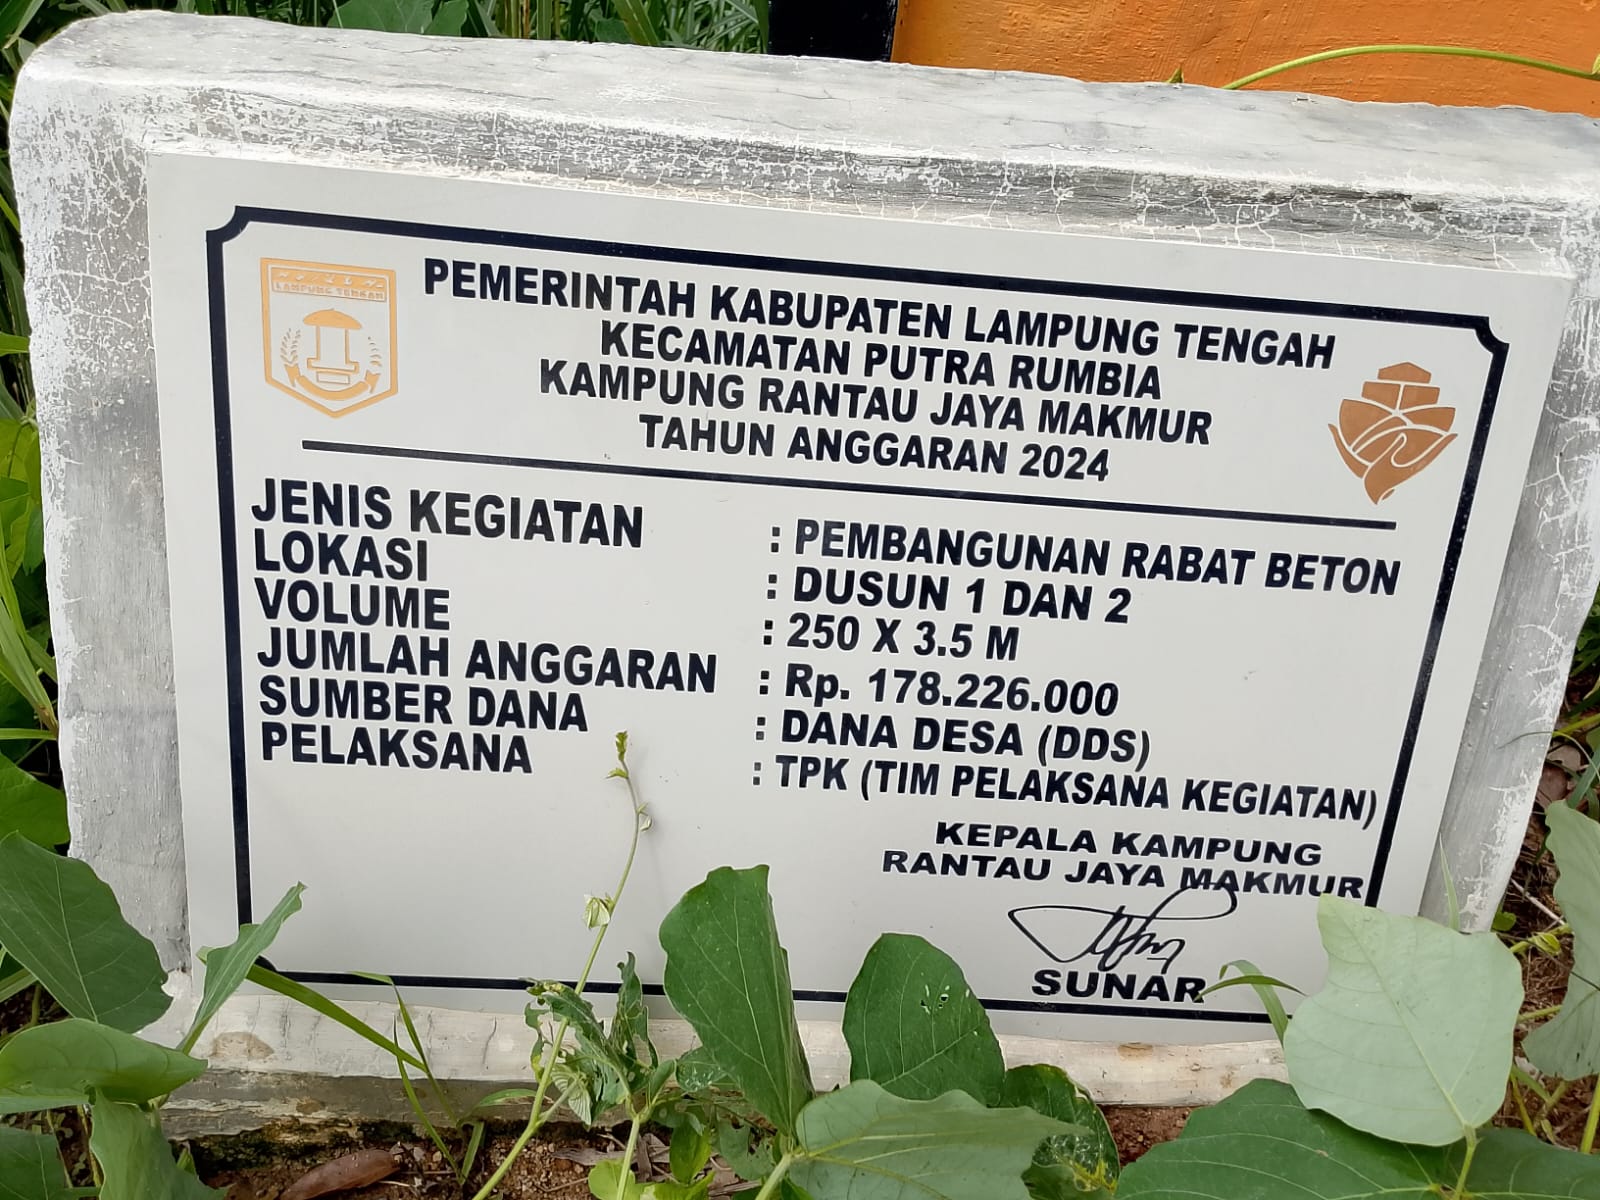 LAMPUNG TENGAH
PEMERINTAH KABUPATEN LAMPUNG TENGAH
KECAMATAN PUTRA RUMBIA
KAMPUNG RANTAU JAYA MAKMUR
TAHUN ANGGARAN 2024
JENIS KEGIATAN : PEMBANGUNAN RABAT BETON
LOKASI : DUSUN 1 DAN 2
VOLUME : 250 X 3.5 M
JUMLAH ANGGARAN : Rp. 178.226.000
SUMBER DANA : DANA DESA (DDS)
PELAKSANA : TPK (TIM PELAKSANA KEGIATAN)
KEPALA KAMPUNG
RANTAU JAYA MAKMUR
SUNAR